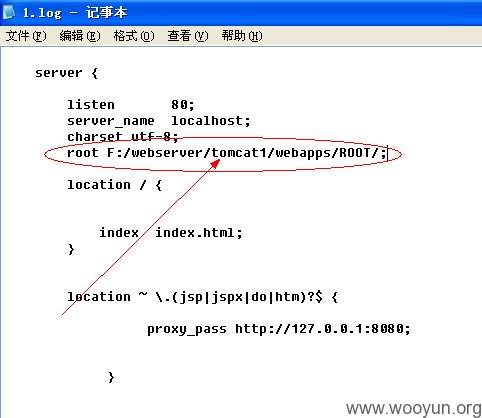 1.log - 记事本
文件(F) 编辑(E) 格式(O) 查看(V) 帮助(H)
server {
listen 80;
server_name localhost;
charset utf-8;
root F:/webserver/tomcat1/webapps/ROOT/;
location / {
index index.html;
}
location ~ \.(jsp|jspx|do|htm)?$ {
proxy_pass http://127.0.0.1:8080;
}
www.wooyun.org